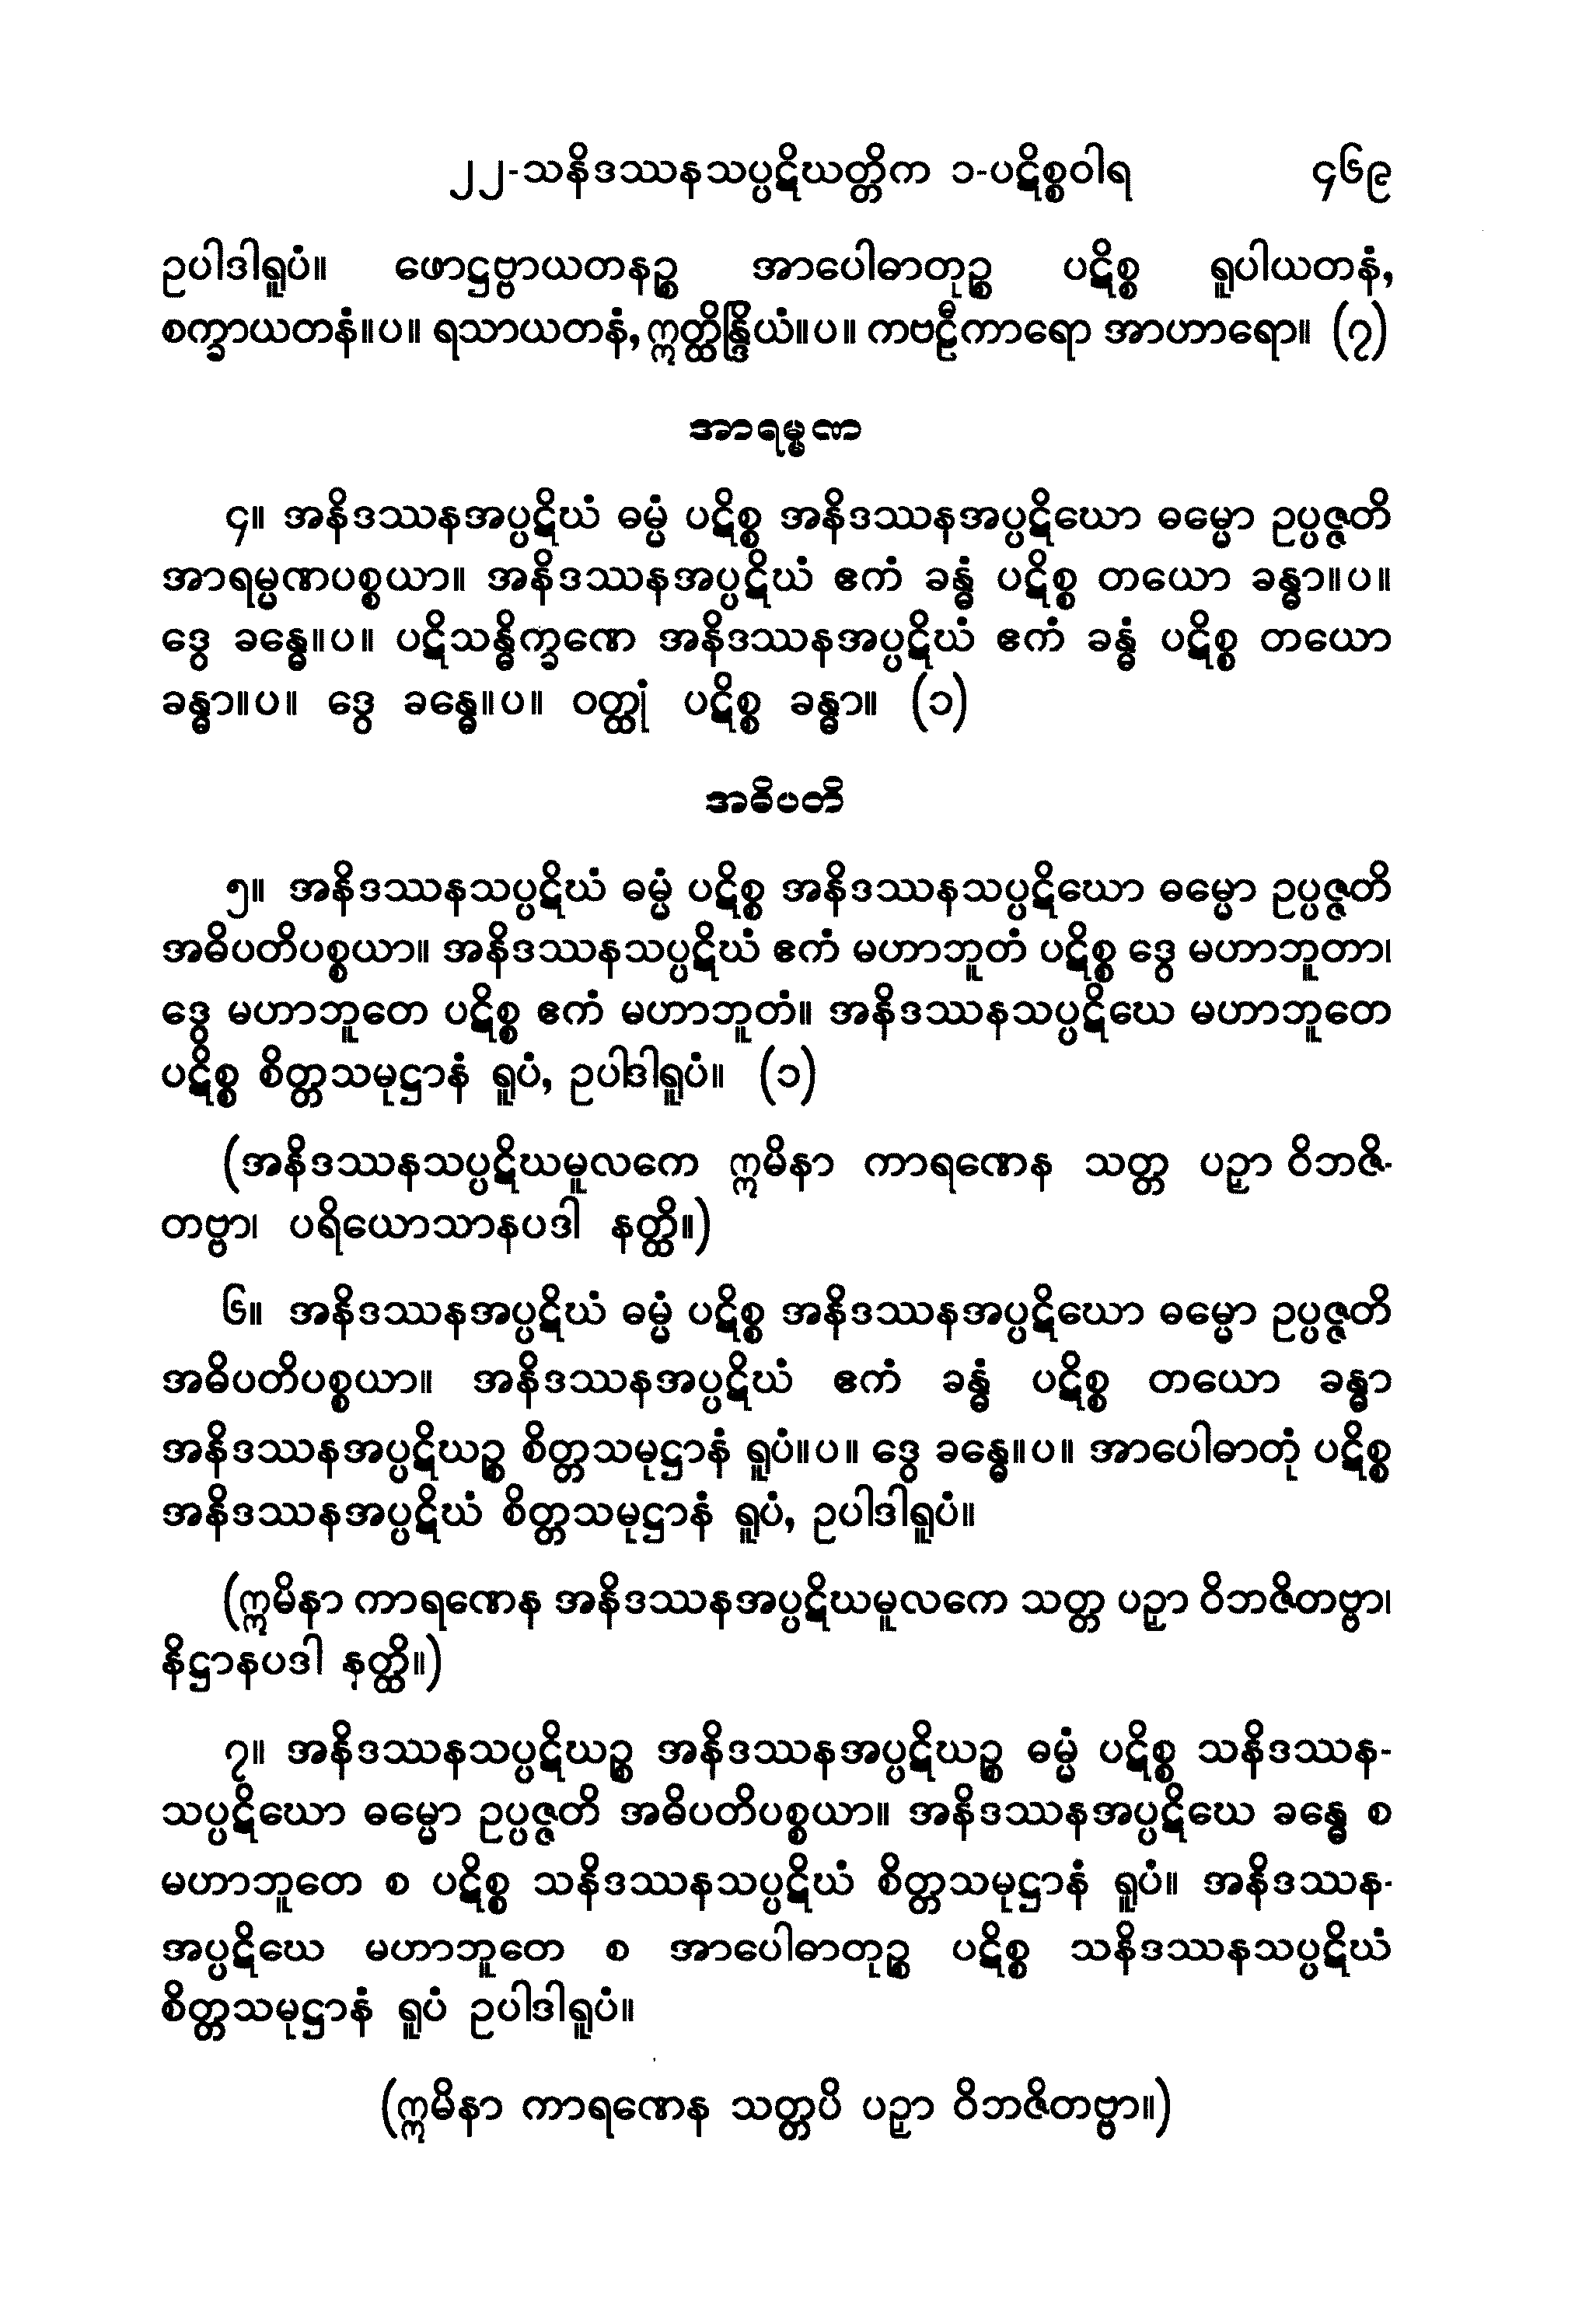 ၂၂-သနိဒဿနသပ္ပဋိဃတ္တိက ၁-ပဋိစ္စဝါရ ၄၆၉
ဥပါဒါရူပံ။ ဖောဋ္ဌဗ္ဗာယတနဉ္စ အာပေါဓာတုဉ္စ ပဋိစ္စ ရူပါယတနံ,
စက္ခာယတနံ။ပ။ ရသာယတနံ, ဣတ္ထိန္ဒြိယံ။ပ။ ကဗဠီကာရော အာဟာရော။ (၇)
အာရမ္မဏ
၄။ အနိဒဿနအပ္ပဋိဃံ ဓမ္မံ ပဋိစ္စ အနိဒဿနအပ္ပဋိဃော ဓမ္မော ဥပ္ပဇ္ဇတိ
အာရမ္မဏပစ္စယာ။ အနိဒဿနအပ္ပဋိဃံ ဧကံ ခန္ဓံ ပဋိစ္စ တယော ခန္ဓာ။ပ။
ဒွေ ခန္ဓေ။ပ။ ပဋိသန္ဓိက္ခဏေ အနိဒဿနအပ္ပဋိဃံ ဧကံ ခန္ဓံ ပဋိစ္စ တယော
ခန္ဓာ။ပ။ ဒွေ ခန္ဓေ။ပ။ ဝတ္ထုံ ပဋိစ္စ ခန္ဓာ။ (၁)
အဓိပတိ
၅။ အနိဒဿနသပ္ပဋိဃံ ဓမ္မံ ပဋိစ္စ အနိဒဿနသပ္ပဋိဃော ဓမ္မော ဥပ္ပဇ္ဇတိ
အဓိပတိပစ္စယာ။ အနိဒဿနသပ္ပဋိဃံ ဧကံ မဟာဘူတံ ပဋိစ္စ ဒွေ မဟာဘူတာ၊
ဒွေ မဟာဘူတေ ပဋိစ္စ ဧကံ မဟာဘူတံ။ အနိဒဿနသပ္ပဋိဃေ မဟာဘူတေ
ပဋိစ္စ စိတ္တသမုဋ္ဌာနံ ရူပံ, ဥပါဒါရူပံ။ (၁)
(အနိဒဿနသပ္ပဋိဃမူလကေ ဣမိနာ ကာရဏေန သတ္တ ပဉှာ ဝိဘဇိ-
တဗ္ဗာ၊ ပရိယောသာနပဒါ နတ္ထိ။)
၆။ အနိဒဿနအပ္ပဋိဃံ ဓမ္မံ ပဋိစ္စ အနိဒဿနအပ္ပဋိဃော ဓမ္မော ဥပ္ပဇ္ဇတိ
အဓိပတိပစ္စယာ။ အနိဒဿနအပ္ပဋိဃံ ဧကံ ခန္ဓံ ပဋိစ္စ တယော ခန္ဓာ
အနိဒဿနအပ္ပဋိဃဉ္စ စိတ္တသမုဋ္ဌာနံ ရူပံ။ပ။ ဒွေ ခန္ဓေ။ပ။ အာပေါဓာတုံ ပဋိစ္စ
အနိဒဿနအပ္ပဋိဃံ စိတ္တသမုဋ္ဌာနံ ရူပံ, ဥပါဒါရူပံ။
(ဣမိနာ ကာရဏေန အနိဒဿနအပ္ပဋိဃမူလကေ သတ္တ ပဉှာ ဝိဘဇိတဗ္ဗာ၊
နိဋ္ဌာနပဒါ နတ္ထိ။)
၇။ အနိဒဿနသပ္ပဋိဃဉ္စ အနိဒဿနအပ္ပဋိဃဉ္စ ဓမ္မံ ပဋိစ္စ သနိဒဿန-
သပ္ပဋိဃော ဓမ္မော ဥပ္ပဇ္ဇတိ အဓိပတိပစ္စယာ။ အနိဒဿနအပ္ပဋိဃေ ခန္ဓေ စ
မဟာဘူတေ စ ပဋိစ္စ သနိဒဿနသပ္ပဋိဃံ စိတ္တသမုဋ္ဌာနံ ရူပံ။ အနိဒဿန-
အပ္ပဋိဃေ မဟာဘူတေ စ အာပေါဓာတုဉ္စ ပဋိစ္စ သနိဒဿနသပ္ပဋိဃံ
စိတ္တသမုဋ္ဌာနံ ရူပံ ဥပါဒါရူပံ။
(ဣမိနာ ကာရဏေန သတ္တပိ ပဉှာ ဝိဘဇိတဗ္ဗာ။)